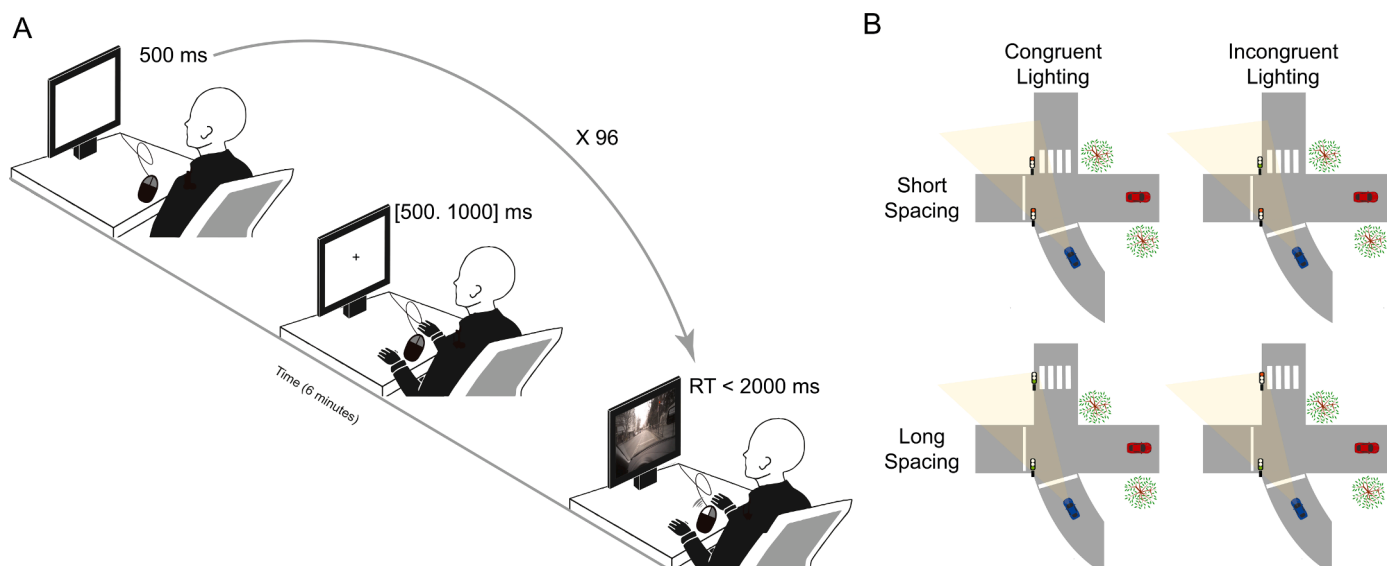 A
500 ms
X 96
[500. 1000] ms
+
Time (6 minutes)
RT < 2000 ms
B
Congruent
Lighting
Incongruent
Lighting
Short
Spacing
Long
Spacing